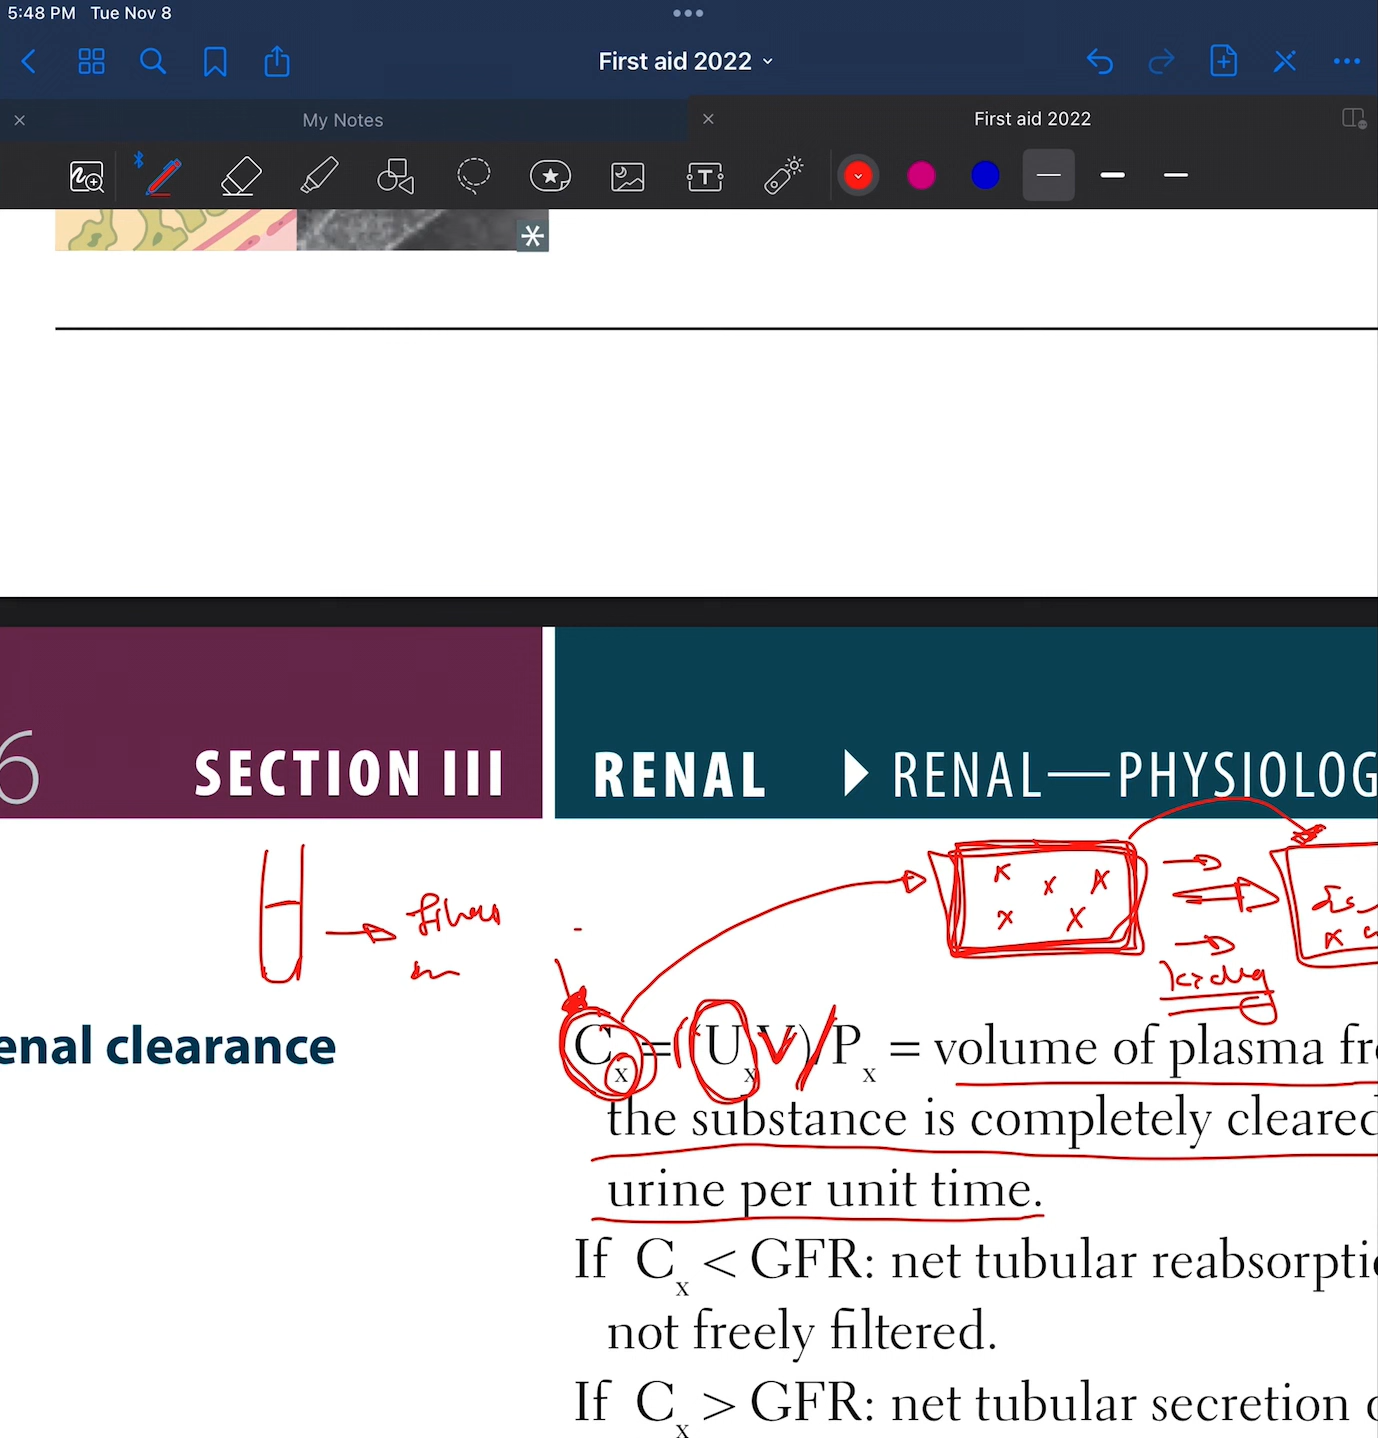 5:48 PM Tue Nov 8
First aid 2022
My Notes
First aid 2022
6 SECTION III RENAL ▶ RENAL—PHYSIOLOG
x x x
x x
x
kidney
enal clearance
Cx = (UxV)/Px = volume of plasma fr
the substance is completely cleared
urine per unit time.
If Cx < GFR: net tubular reabsorpti
not freely filtered.
If Cx > GFR: net tubular secretion o